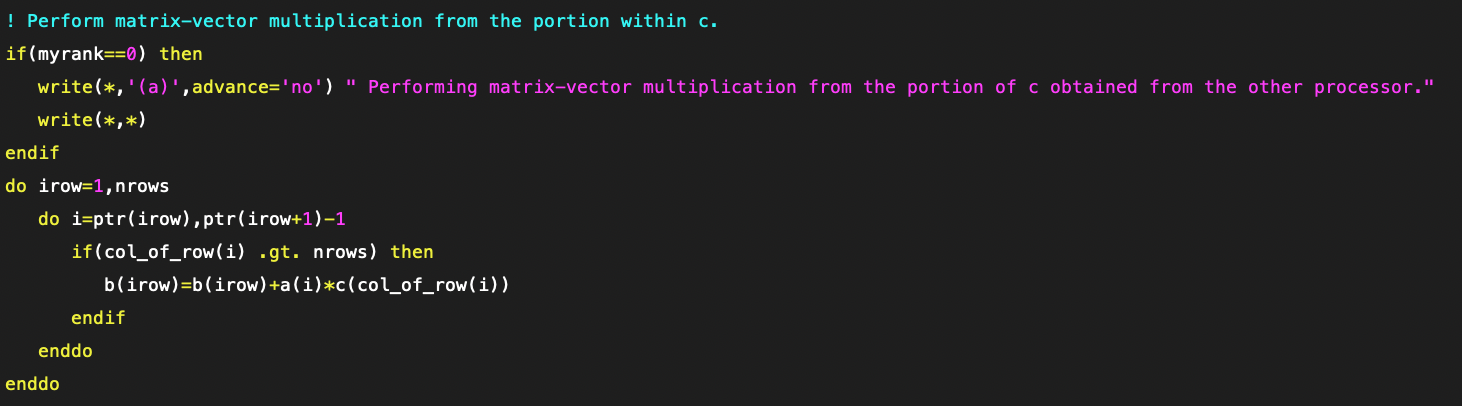 ! Perform matrix-vector multiplication from the portion within c.
if(myrank==0) then
   write(*,'(a)',advance='no') " Performing matrix-vector multiplication from the portion of c obtained from the other processor."
   write(*,*)
endif
do irow=1,nrows
   do i=ptr(irow),ptr(irow+1)-1
      if(col_of_row(i) .gt. nrows) then
         b(irow)=b(irow)+a(i)*c(col_of_row(i))
      endif
   enddo
enddo